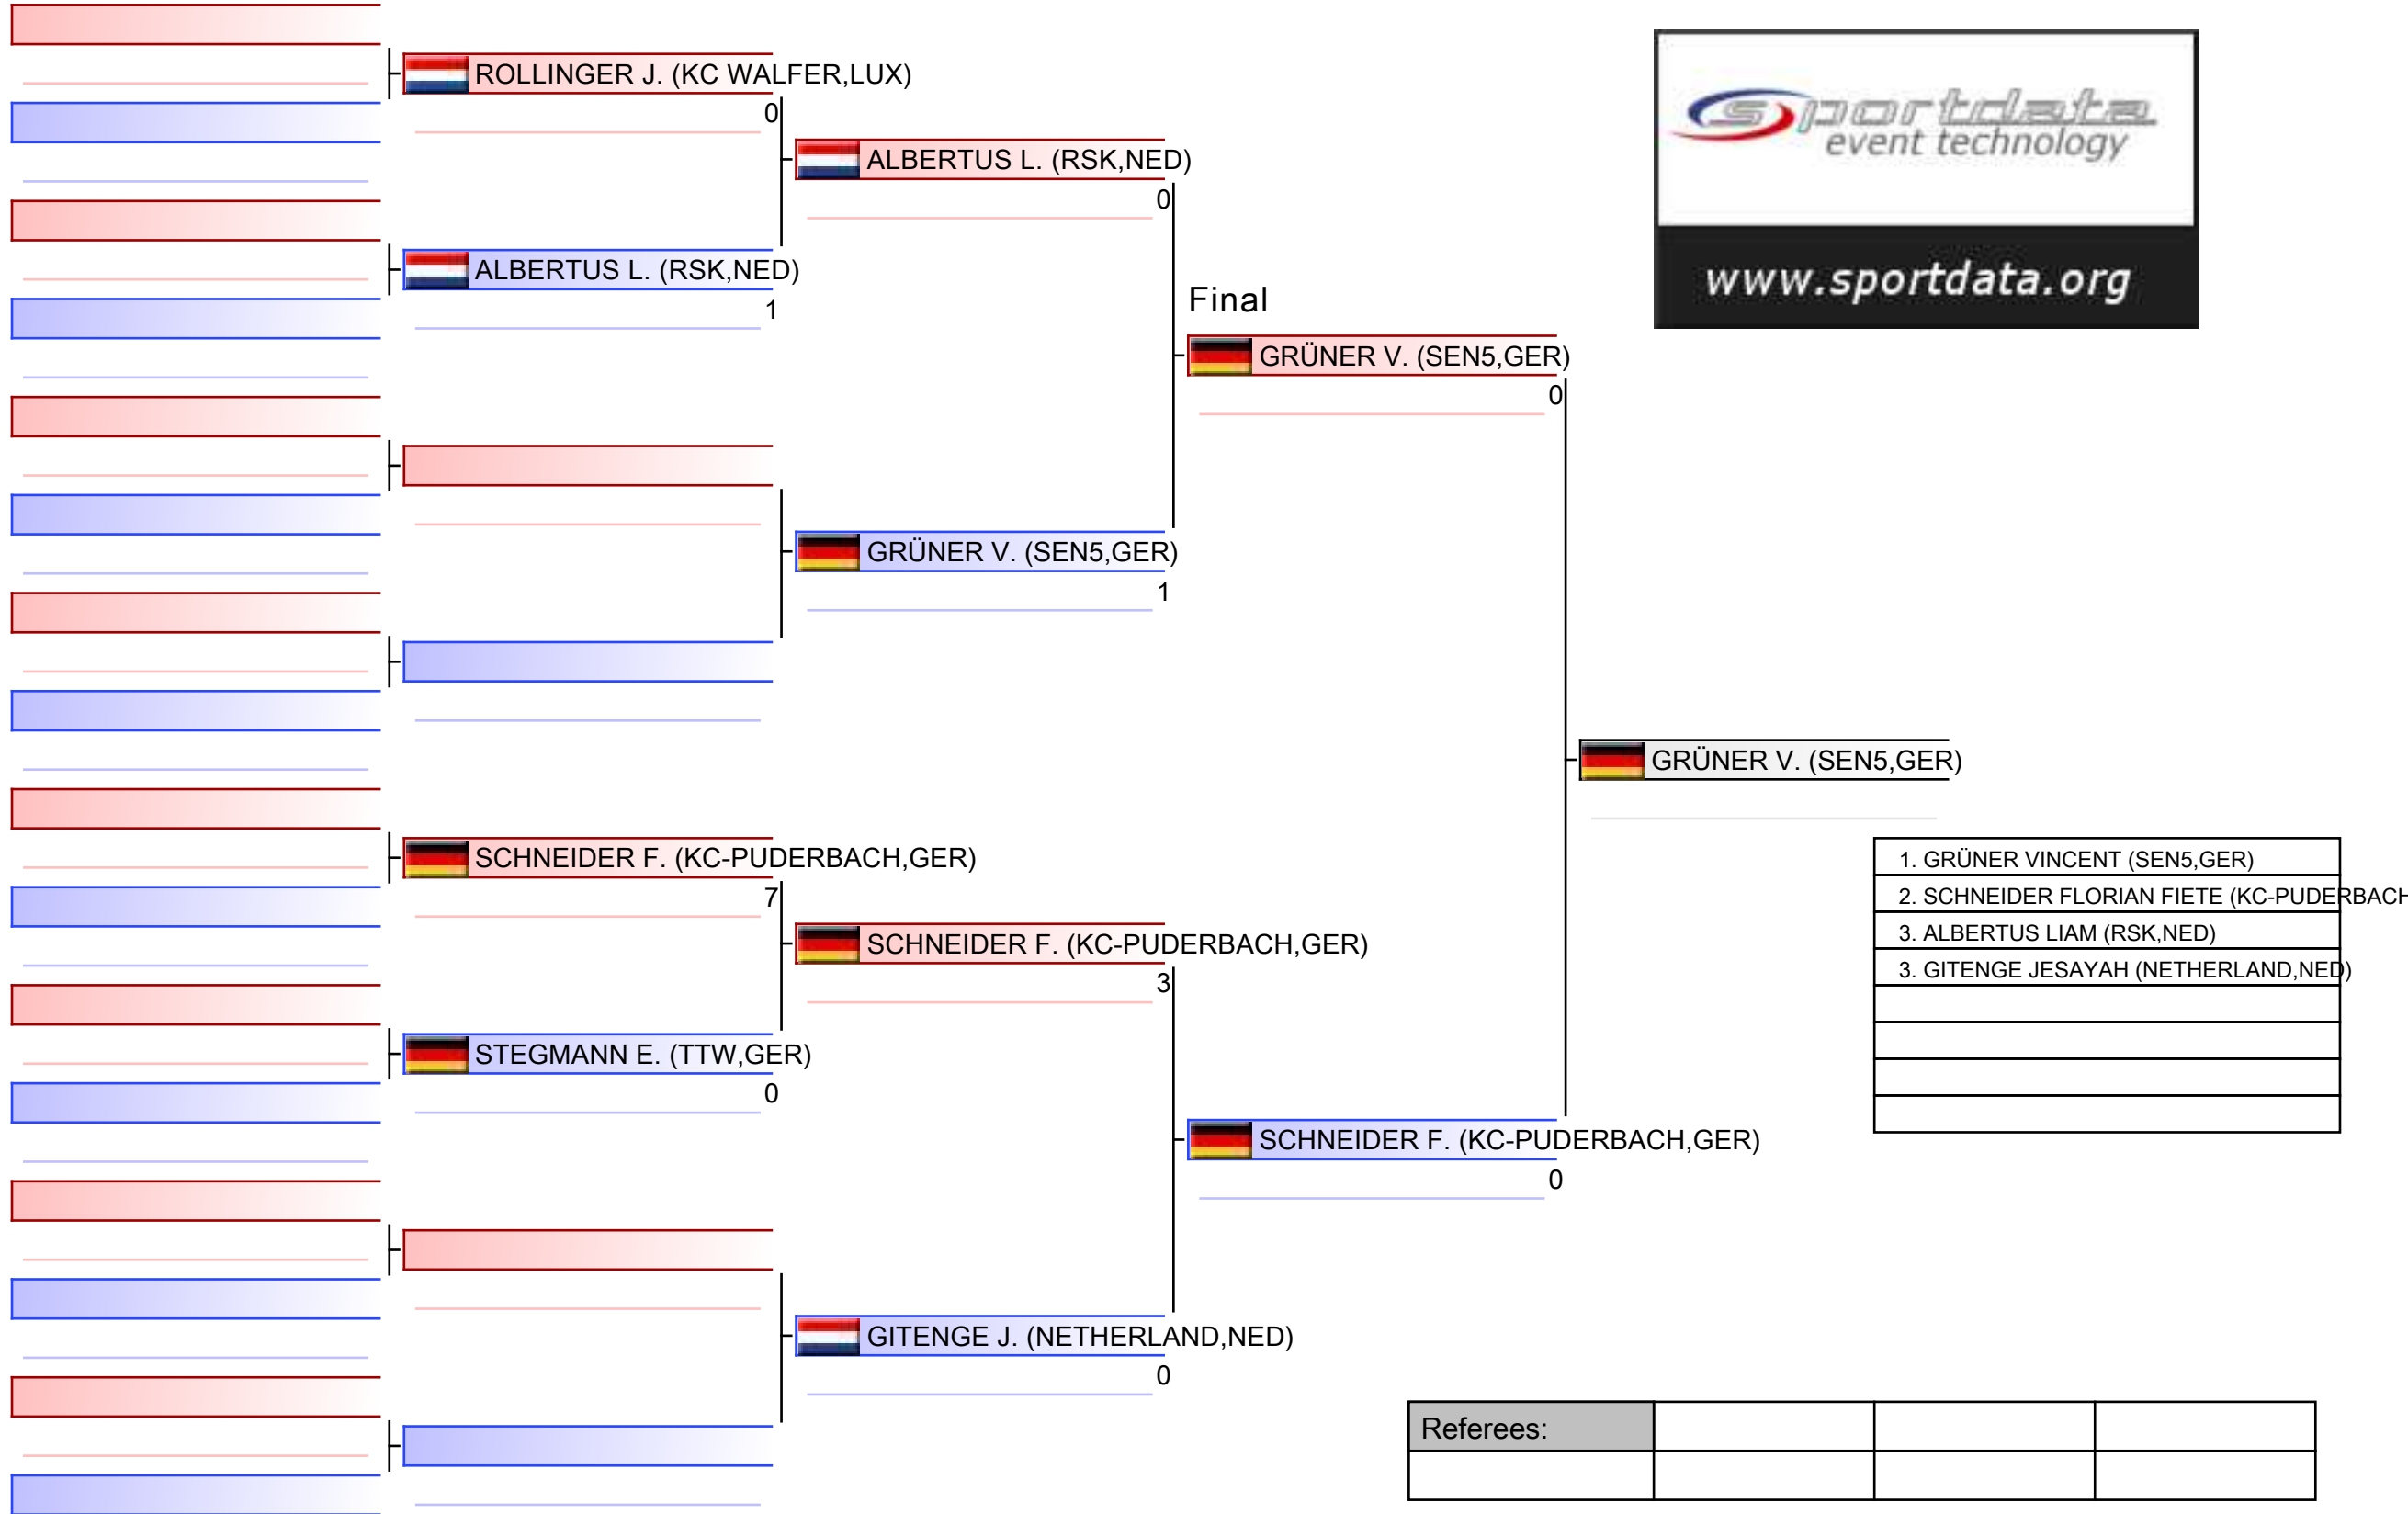 ROLLINGER J. (KC WALFER,LUX)
0
ALBERTUS L. (RSK,NED)
1
ALBERTUS L. (RSK,NED)
0
GRÜNER V. (SEN5,GER)
1
SCHNEIDER F. (KC-PUDERBACH,GER)
7
STEGMANN E. (TTW,GER)
0
SCHNEIDER F. (KC-PUDERBACH,GER)
3
GITENGE J. (NETHERLAND,NED)
0
Final
GRÜNER V. (SEN5,GER)
0
SCHNEIDER F. (KC-PUDERBACH,GER)
0
GRÜNER V. (SEN5,GER)
sportdata
event technology
www.sportdata.org
1. GRÜNER VINCENT (SEN5,GER)
2. SCHNEIDER FLORIAN FIETE (KC-PUDERBACH
3. ALBERTUS LIAM (RSK,NED)
3. GITENGE JESAYAH (NETHERLAND,NED)
Referees: